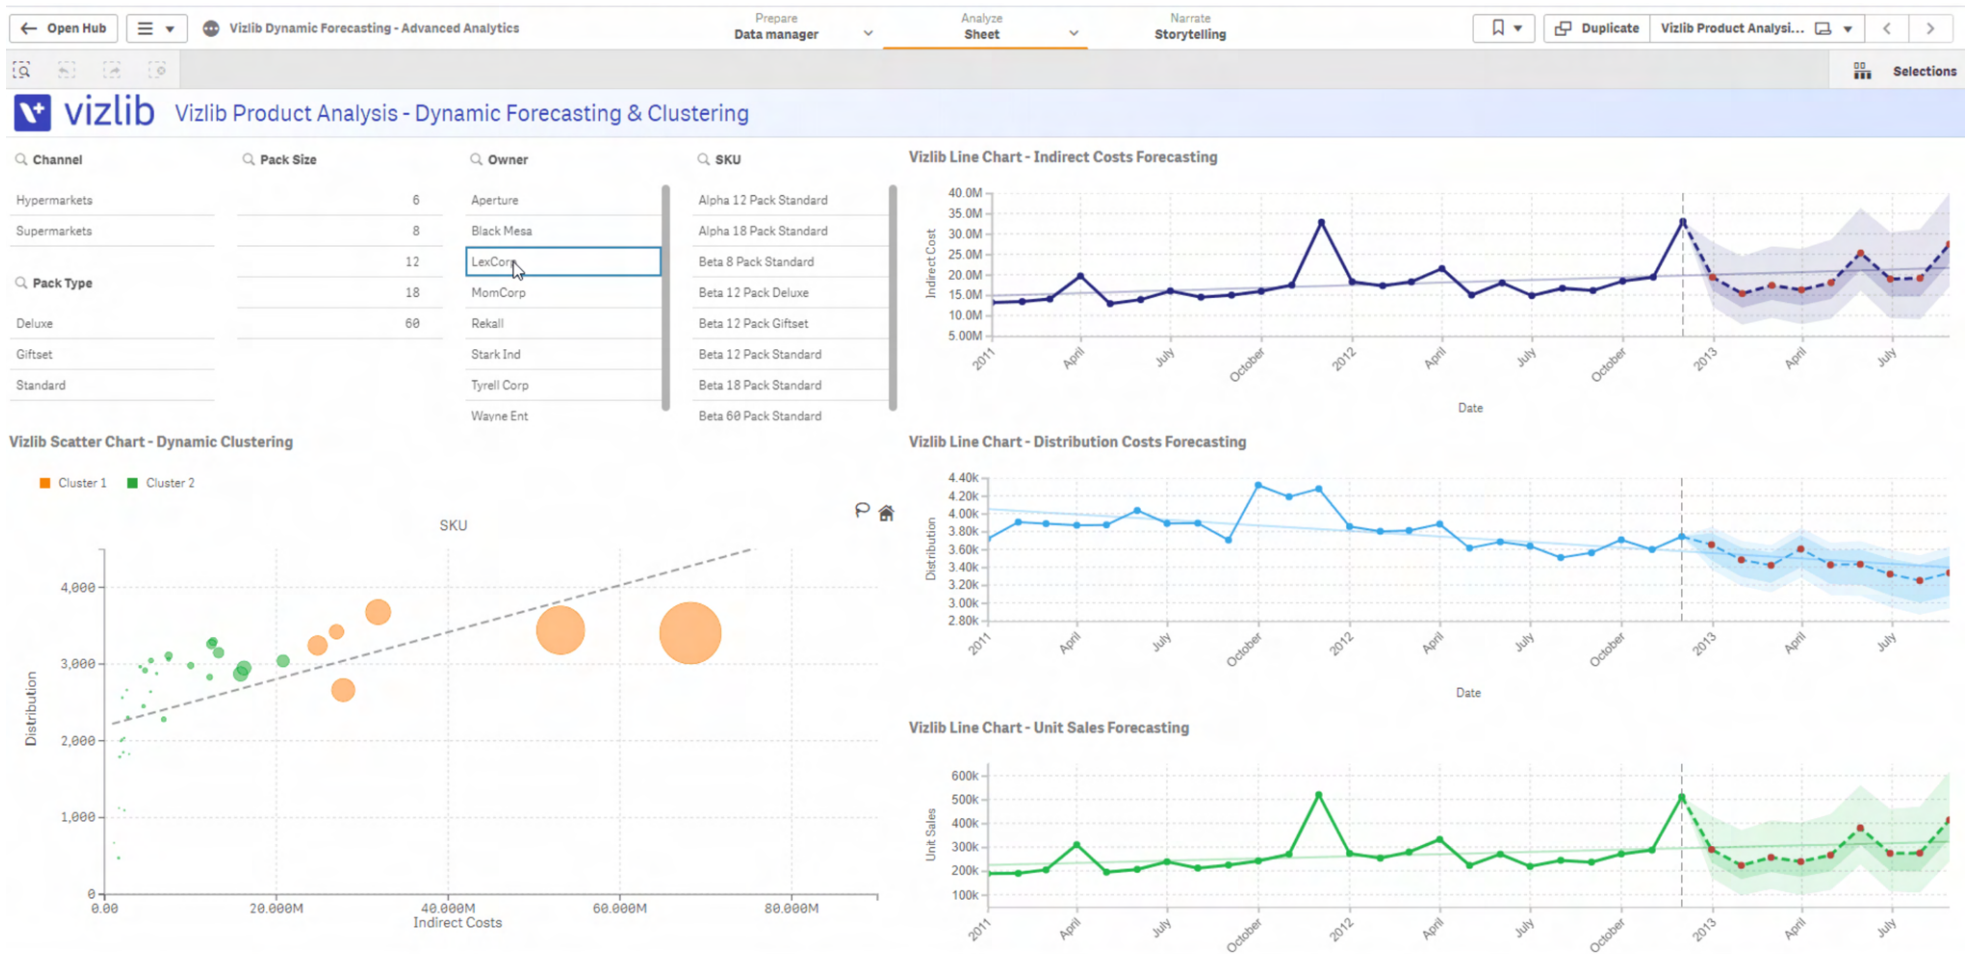 Open Hub
Vizlib Dynamic Forecasting - Advanced Analytics
Prepare
Data manager
Analyze
Sheet
Narrate
Storytelling
Duplicate
Vizlib Product Analysi...
Selections
vizlib
Vizlib Product Analysis - Dynamic Forecasting & Clustering
Channel
Hypermarkets
Supermarkets
Pack Type
Deluxe
Giftset
Standard
Pack Size
6
8
12
18
60
Owner
Aperture
Black Mesa
LexCorp
MomCorp
Rekall
Stark Ind
Tyrell Corp
Wayne Ent
SKU
Alpha 12 Pack Standard
Alpha 18 Pack Standard
Beta 8 Pack Standard
Beta 12 Pack Deluxe
Beta 12 Pack Giftset
Beta 12 Pack Standard
Beta 18 Pack Standard
Beta 60 Pack Standard
Vizlib Line Chart - Indirect Costs Forecasting
Indirect Cost
40.0M
35.0M
30.0M
25.0M
20.0M
15.0M
10.0M
5.00M
2011 April July October 2012 April July October 2013 April July
Date
Vizlib Scatter Chart - Dynamic Clustering
Cluster 1 Cluster 2
SKU
Distribution
4,000
3,000
2,000
1,000
0
0.00 20.000M 40.000M 60.000M 80.000M
Indirect Costs
Vizlib Line Chart - Distribution Costs Forecasting
Distribution
4.40k
4.20k
4.00k
3.80k
3.60k
3.40k
3.20k
3.00k
2.80k
2011 April July October 2012 April July October 2013 April July
Date
Vizlib Line Chart - Unit Sales Forecasting
Unit Sales
600k
500k
400k
300k
200k
100k
2011 April July October 2012 April July October 2013 April July